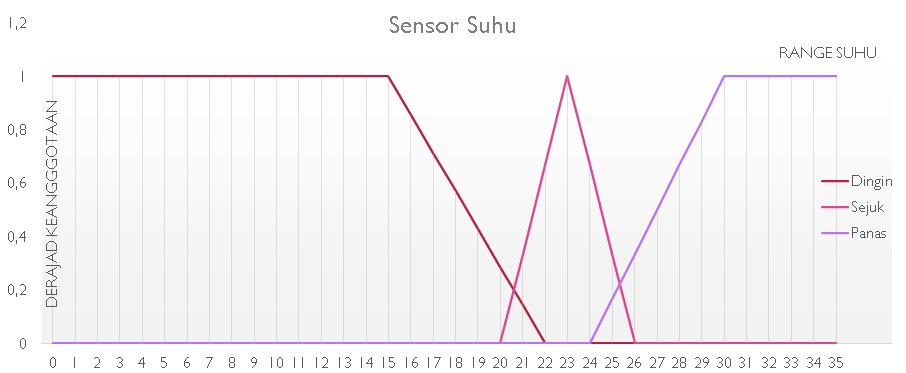 Sensor Suhu
RANGE SUHU
1,2
1
0,8
0,6
0,4
0,2
0
DERAJAD KEANGGGOTAAN
0 1 2 3 4 5 6 7 8 9 10 11 12 13 14 15 16 17 18 19 20 21 22 23 24 25 26 27 28 29 30 31 32 33 34 35
Dingin
Sejuk
Panas